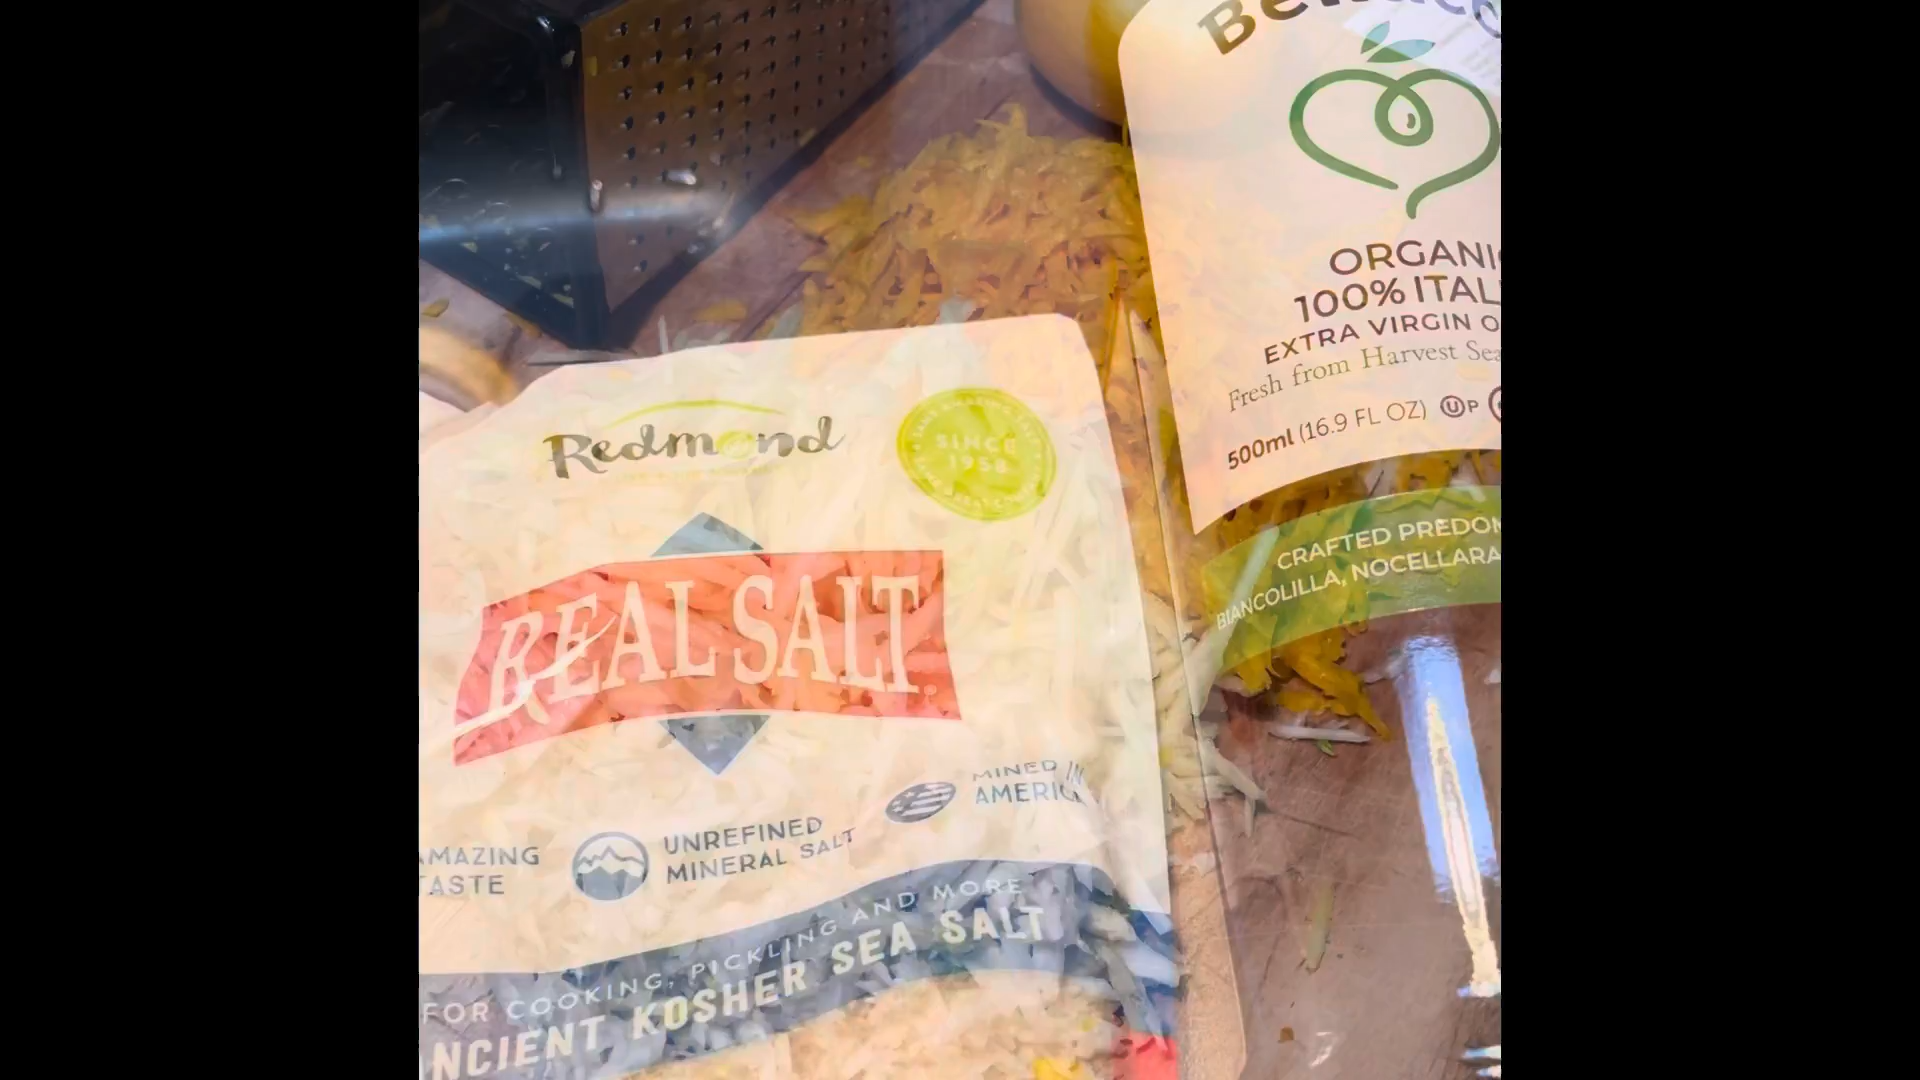 Redmond
SINCE
1958
REAL SALT
AMAZING
TASTE
UNREFINED
MINERAL SALT
MINED IN
AMERIC
FOR COOKING, PICKLING AND MORE
NCIENT KOSHER SEA SALT
ORGANIC
100% ITAL
EXTRA VIRGIN O
Fresh from Harvest Sea
500ml (16.9 FL OZ) U P
CRAFTED PREDOM
BIANCOLILLA, NOCELLARA